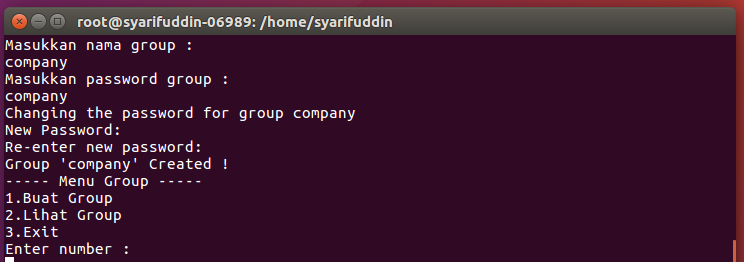 root@syarifuddin-06989: /home/syarifuddin
Masukkan nama group :
company
Masukkan password group :
company
Changing the password for group company
New Password:
Re-enter new password:
Group 'company' Created !
----- Menu Group -----
1.Buat Group
2.Lihat Group
3.Exit
Enter number :